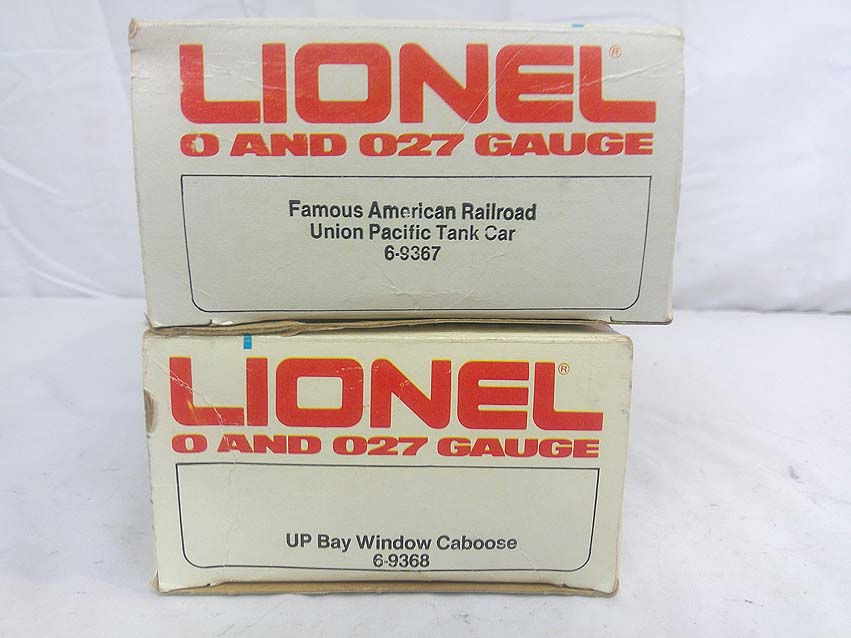 LIONEL®
O AND O27 GAUGE
Famous American Railroad
Union Pacific Tank Car
6-9367
LIONEL®
O AND O27 GAUGE
UP Bay Window Caboose
6-9368